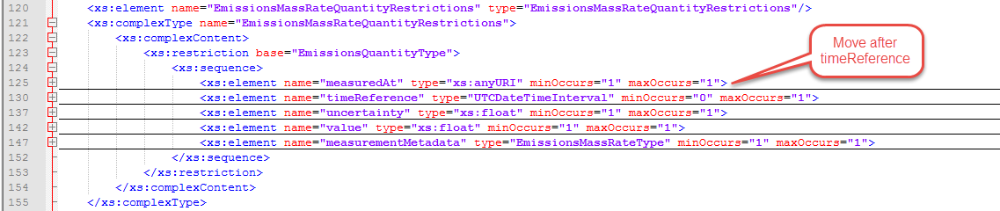 120 <xs:element name="EmissionsMassRateQuantityRestrictions" type="EmissionsMassRateQuantityRestrictions"/>
121 <xs:complexType name="EmissionsMassRateQuantityRestrictions">
122 <xs:complexContent>
123 <xs:restriction base="EmissionsQuantityType">
124 <xs:sequence>
125 <xs:element name="measuredAt" type="xs:anyURI" minOccurs="1" maxOccurs="1">
130 <xs:element name="timeReference" type="UTCDateTimeInterval" minOccurs="0" maxOccurs="1">
137 <xs:element name="uncertainty" type="xs:float" minOccurs="1" maxOccurs="1">
142 <xs:element name="value" type="xs:float" minOccurs="1" maxOccurs="1">
147 <xs:element name="measurementMetadata" type="EmissionsMassRateType" minOccurs="1" maxOccurs="1">
152 </xs:sequence>
153 </xs:restriction>
154 </xs:complexContent>
155 </xs:complexType>
Move after
timeReference